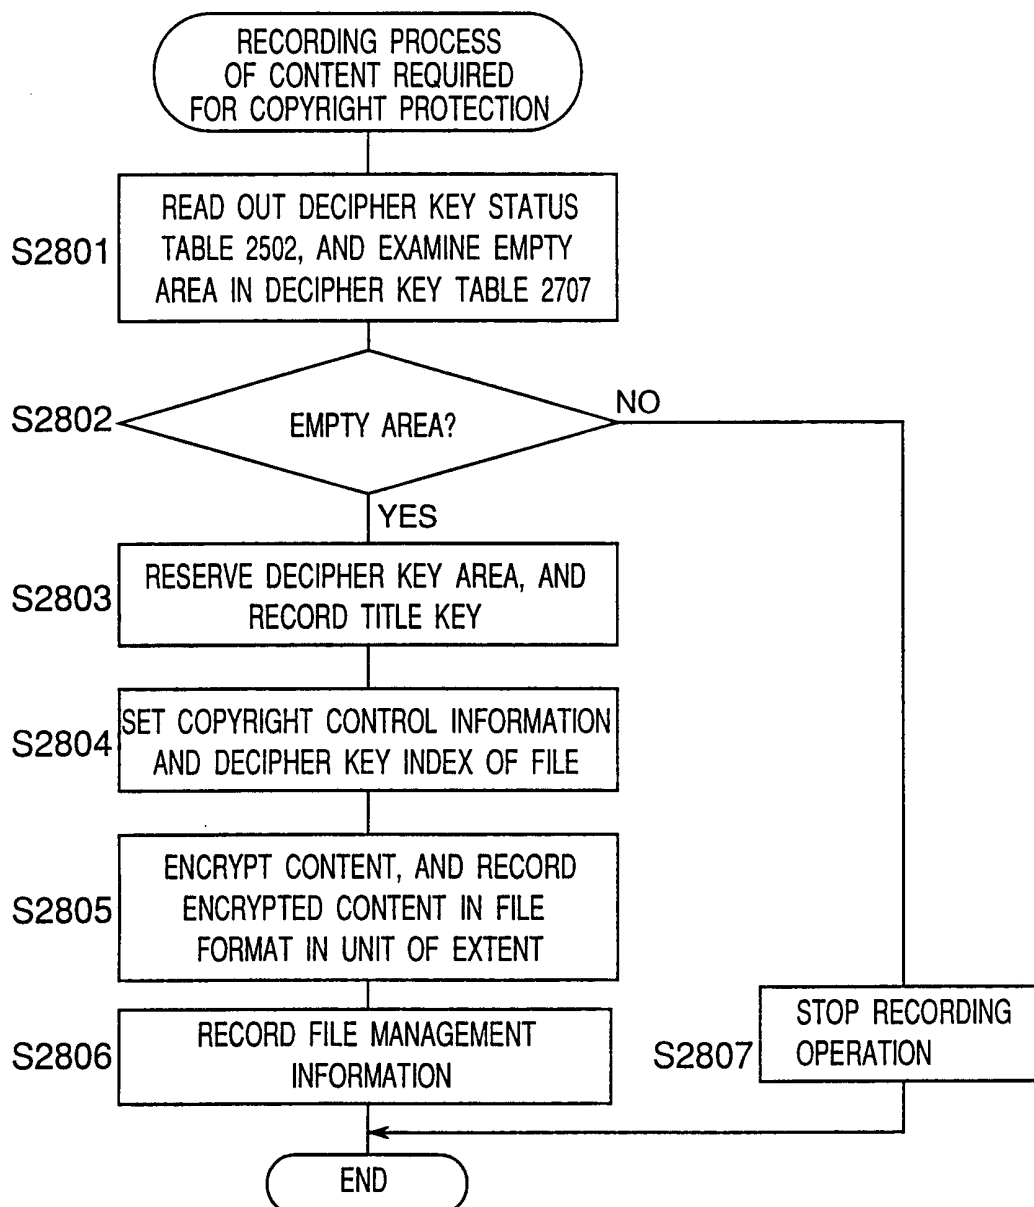 RECORDING PROCESS
OF CONTENT REQUIRED
FOR COPYRIGHT PROTECTION
S2801
READ OUT DECIPHER KEY STATUS
TABLE 2502, AND EXAMINE EMPTY
AREA IN DECIPHER KEY TABLE 2707
S2802
EMPTY AREA?
NO
YES
S2803
RESERVE DECIPHER KEY AREA, AND
RECORD TITLE KEY
S2804
SET COPYRIGHT CONTROL INFORMATION
AND DECIPHER KEY INDEX OF FILE
S2805
ENCRYPT CONTENT, AND RECORD
ENCRYPTED CONTENT IN FILE
FORMAT IN UNIT OF EXTENT
S2806
RECORD FILE MANAGEMENT
INFORMATION
S2807
STOP RECORDING
OPERATION
END